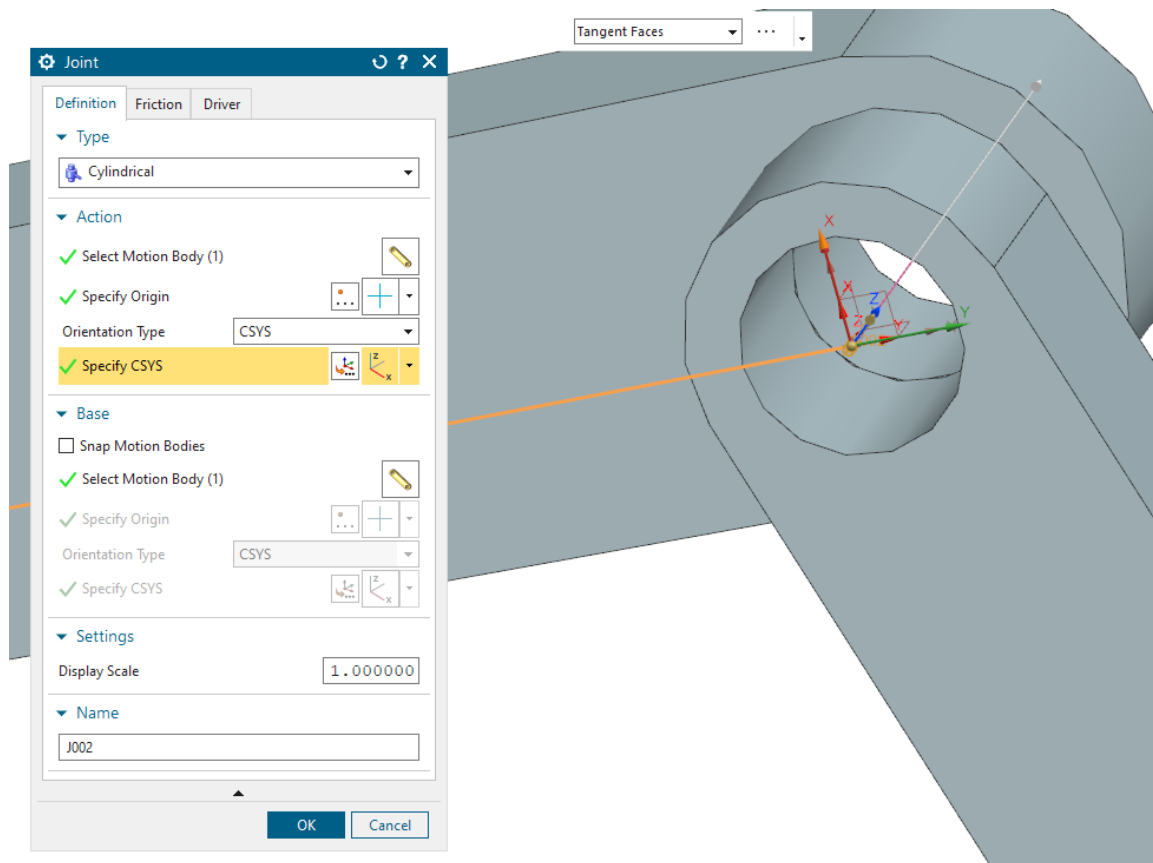 Tangent Faces
Joint
Definition Friction Driver
Type
Cylindrical
Action
Select Motion Body (1)
Specify Origin
Orientation Type CSYS
Specify CSYS
Base
Snap Motion Bodies
Select Motion Body (1)
Specify Origin
Orientation Type CSYS
Specify CSYS
Settings
Display Scale 1.000000
Name
J002
OK Cancel
X
X
Z
Y
Y